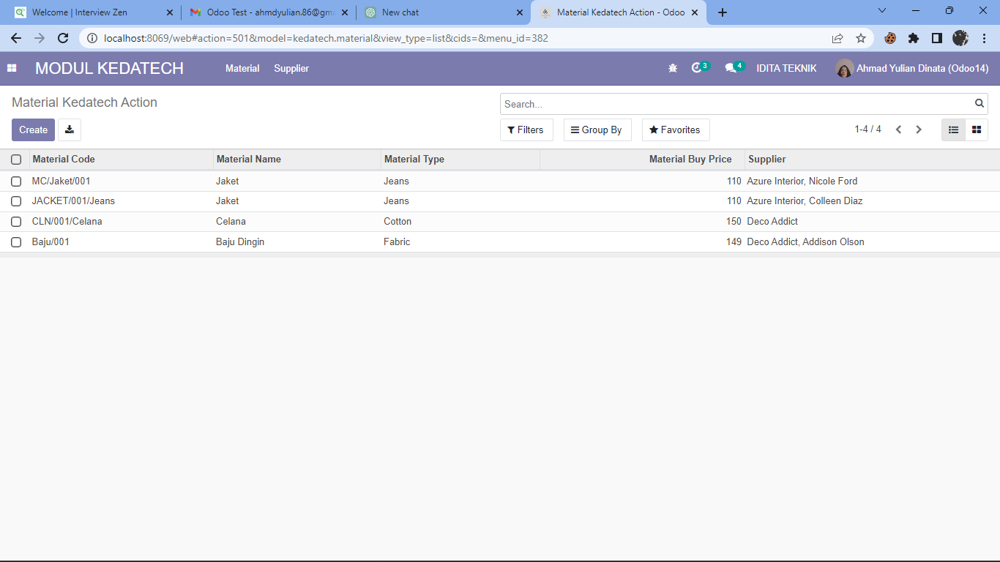 Welcome | Interview Zen
Odoo Test - ahmdyulian.86@gma
New chat
Material Kedatech Action - Odoo
localhost:8069/web#action=501&model=kedatech.material&view_type=list&cids=&menu_id=382
MODUL KEDATECH Material Supplier 3 4 IDITA TEKNIK Ahmad Yulian Dinata (Odoo14)
Material Kedatech Action
Search...
Create Filters Group By Favorites 1-4 / 4
Material Code Material Name Material Type Material Buy Price Supplier
MC/Jaket/001 Jaket Jeans 110 Azure Interior, Nicole Ford
JACKET/001/Jeans Jaket Jeans 110 Azure Interior, Colleen Diaz
CLN/001/Celana Celana Cotton 150 Deco Addict
Baju/001 Baju Dingin Fabric 149 Deco Addict, Addison Olson